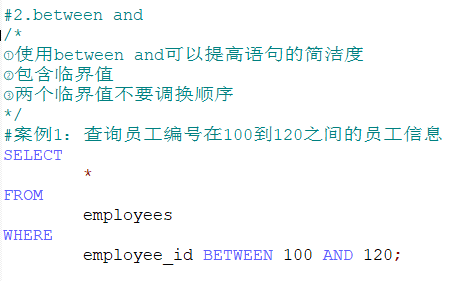 #2.between and
/*
①使用between and可以提高语句的简洁度
②包含临界值
③两个临界值不要调换顺序
*/
#案例1：查询员工编号在100到120之间的员工信息
SELECT
*
FROM
employees
WHERE
employee_id BETWEEN 100 AND 120;